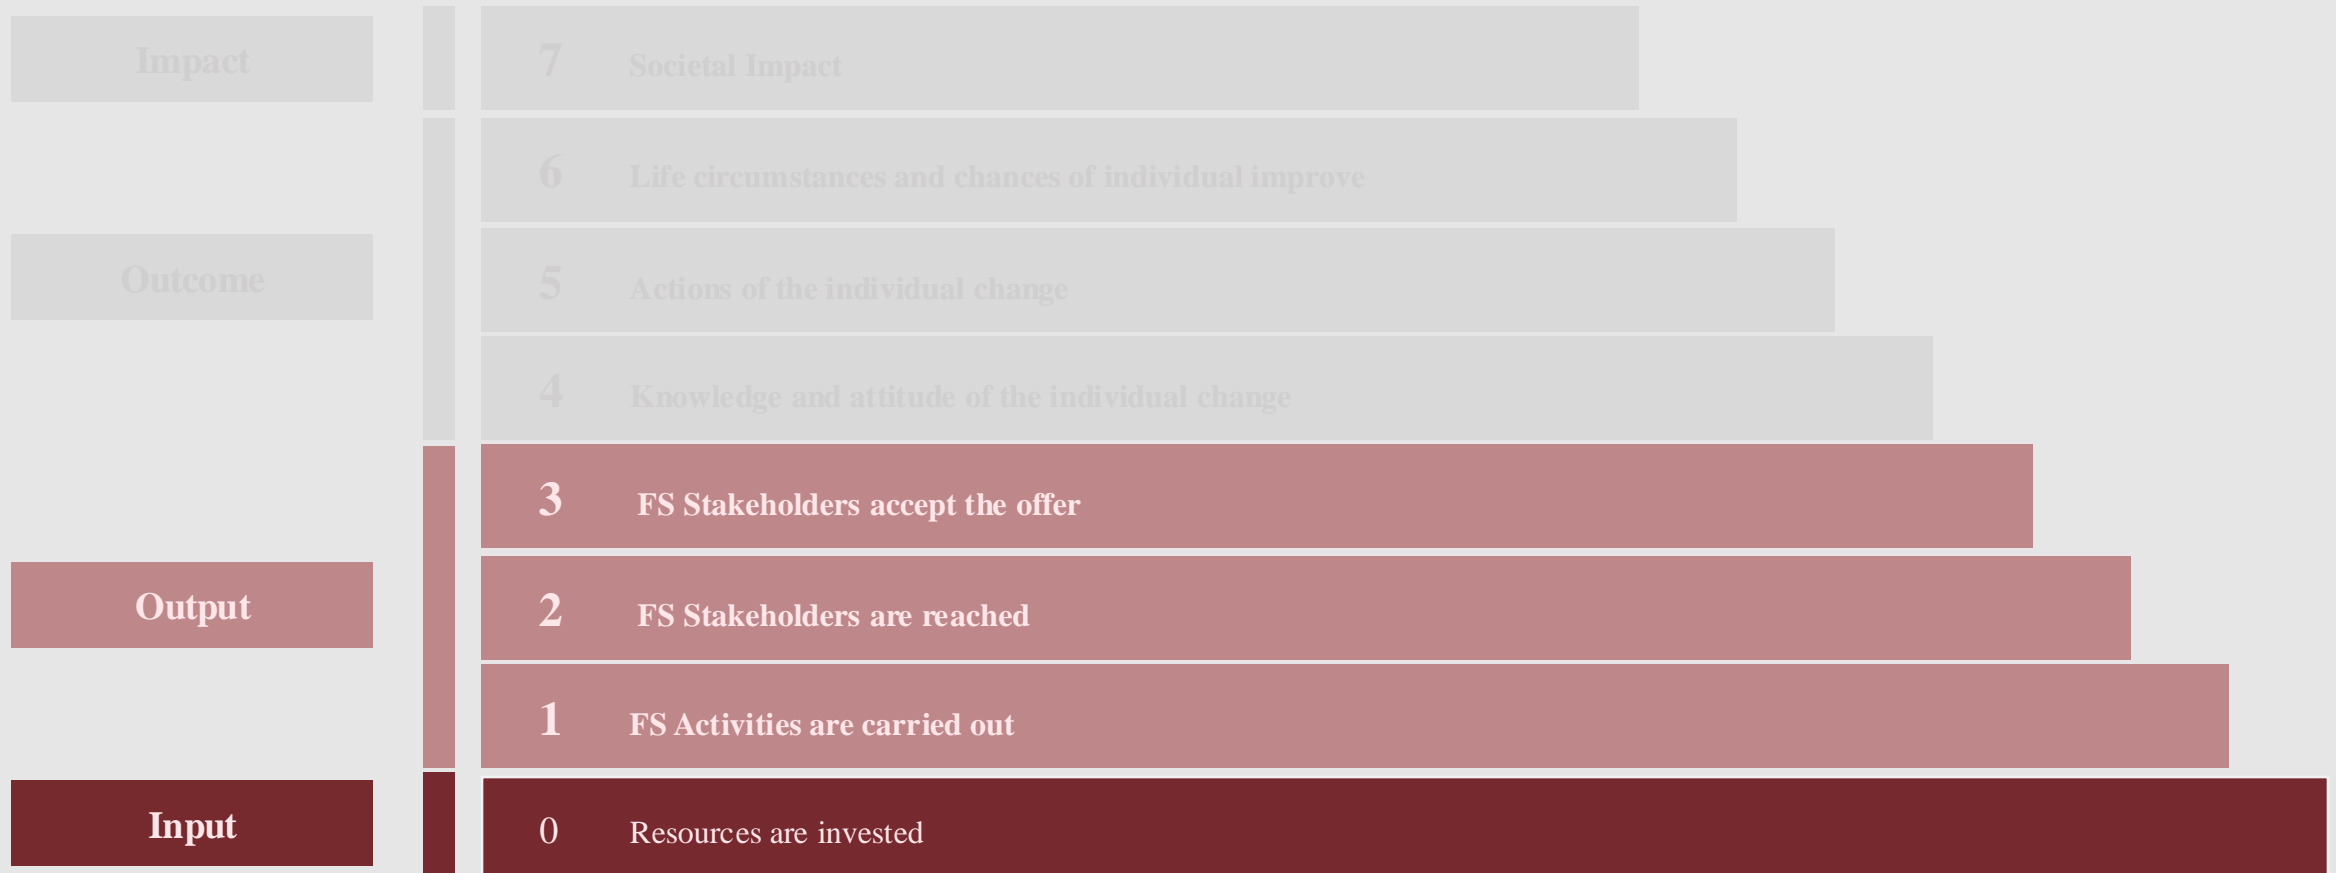 Impact
7 Societal Impact
6 Life circumstances and chances of individual improve
Outcome
5 Actions of the individual change
4 Knowledge and attitude of the individual change
3 FS Stakeholders accept the offer
Output
2 FS Stakeholders are reached
1 FS Activities are carried out
Input
0 Resources are invested